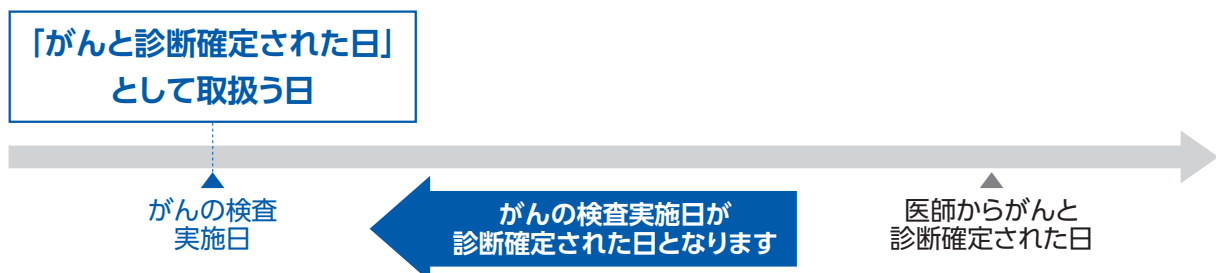 「がんと診断確定された日」
として取扱う日
がんの検査
実施日
がんの検査実施日が
診断確定された日となります
医師からがんと
診断確定された日